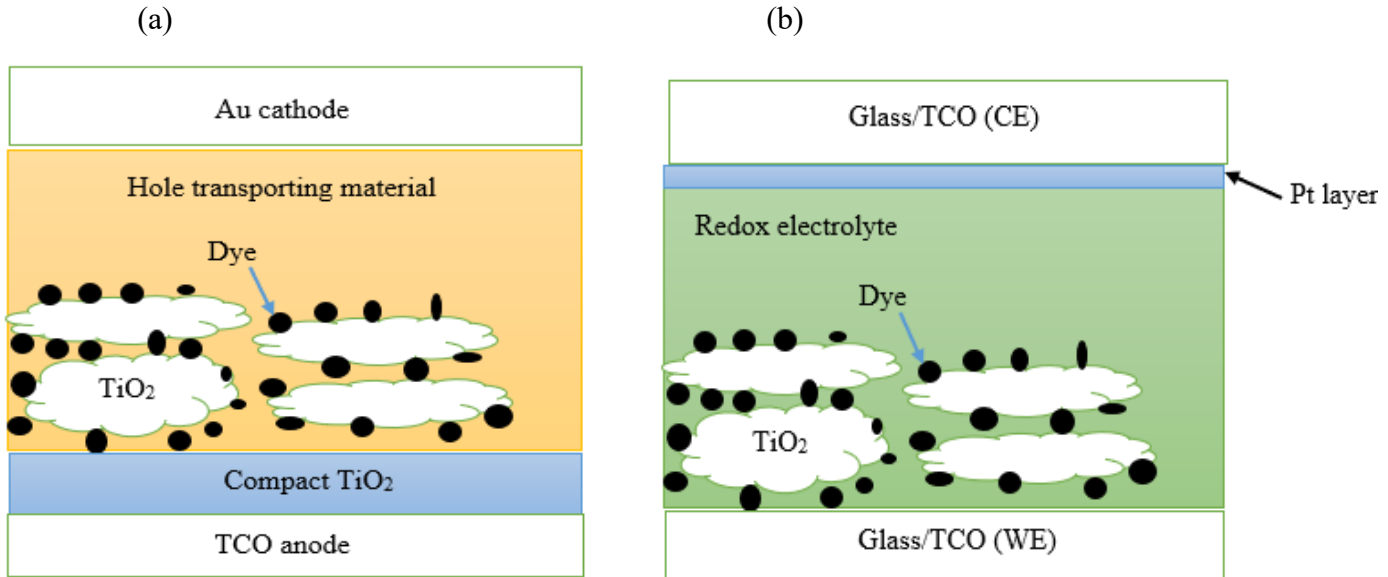 (a)
(b)
Au cathode
Hole transporting material
Dye
TiO₂
Compact TiO₂
TCO anode
Glass/TCO (CE)
Pt layer
Redox electrolyte
Dye
TiO₂
Glass/TCO (WE)